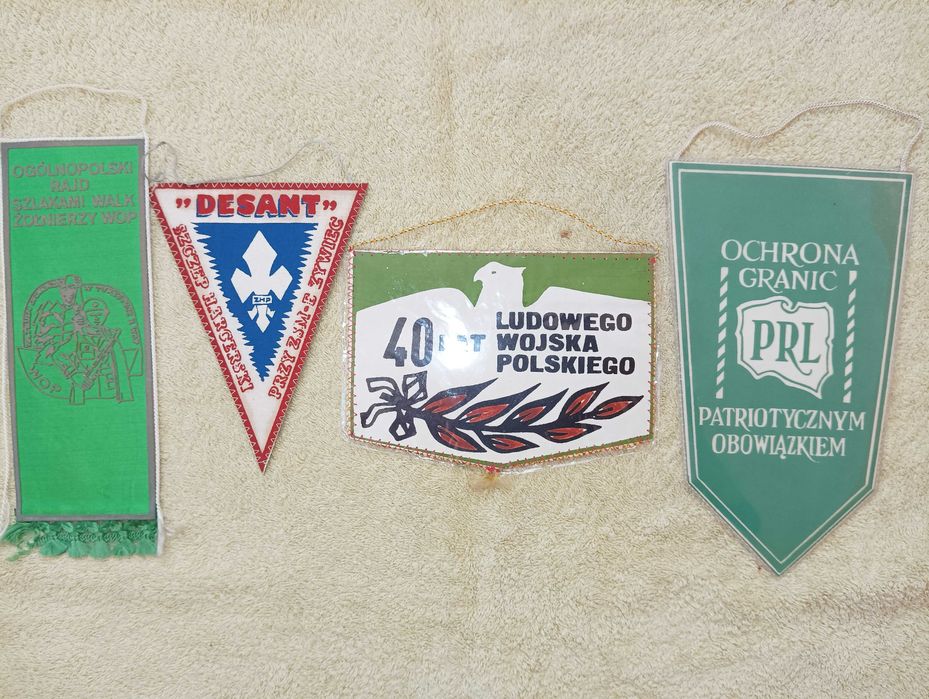 OGÓLNOPOLSKI
RAJD
SZLAKAMI WALK
ŻOŁNIERZY WOP
WOP
"DESANT"
SZCZEP HARCERSKI
PRZY ZSM-E ŻYWIEC
ZHP
40 LAT
LUDOWEGO
WOJSKA
POLSKIEGO
OCHRONA
GRANIC
PRL
PATRIOTYCZNYM
OBOWIĄZKIEM